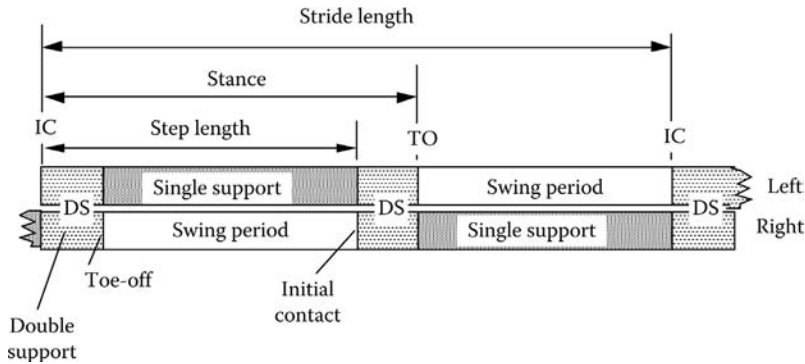 Stride length
Stance
IC
Step length
TO
IC
Single support
Swing period
Left
DS
DS
DS
Swing period
Single support
Right
Toe-off
Initial
contact
Double
support